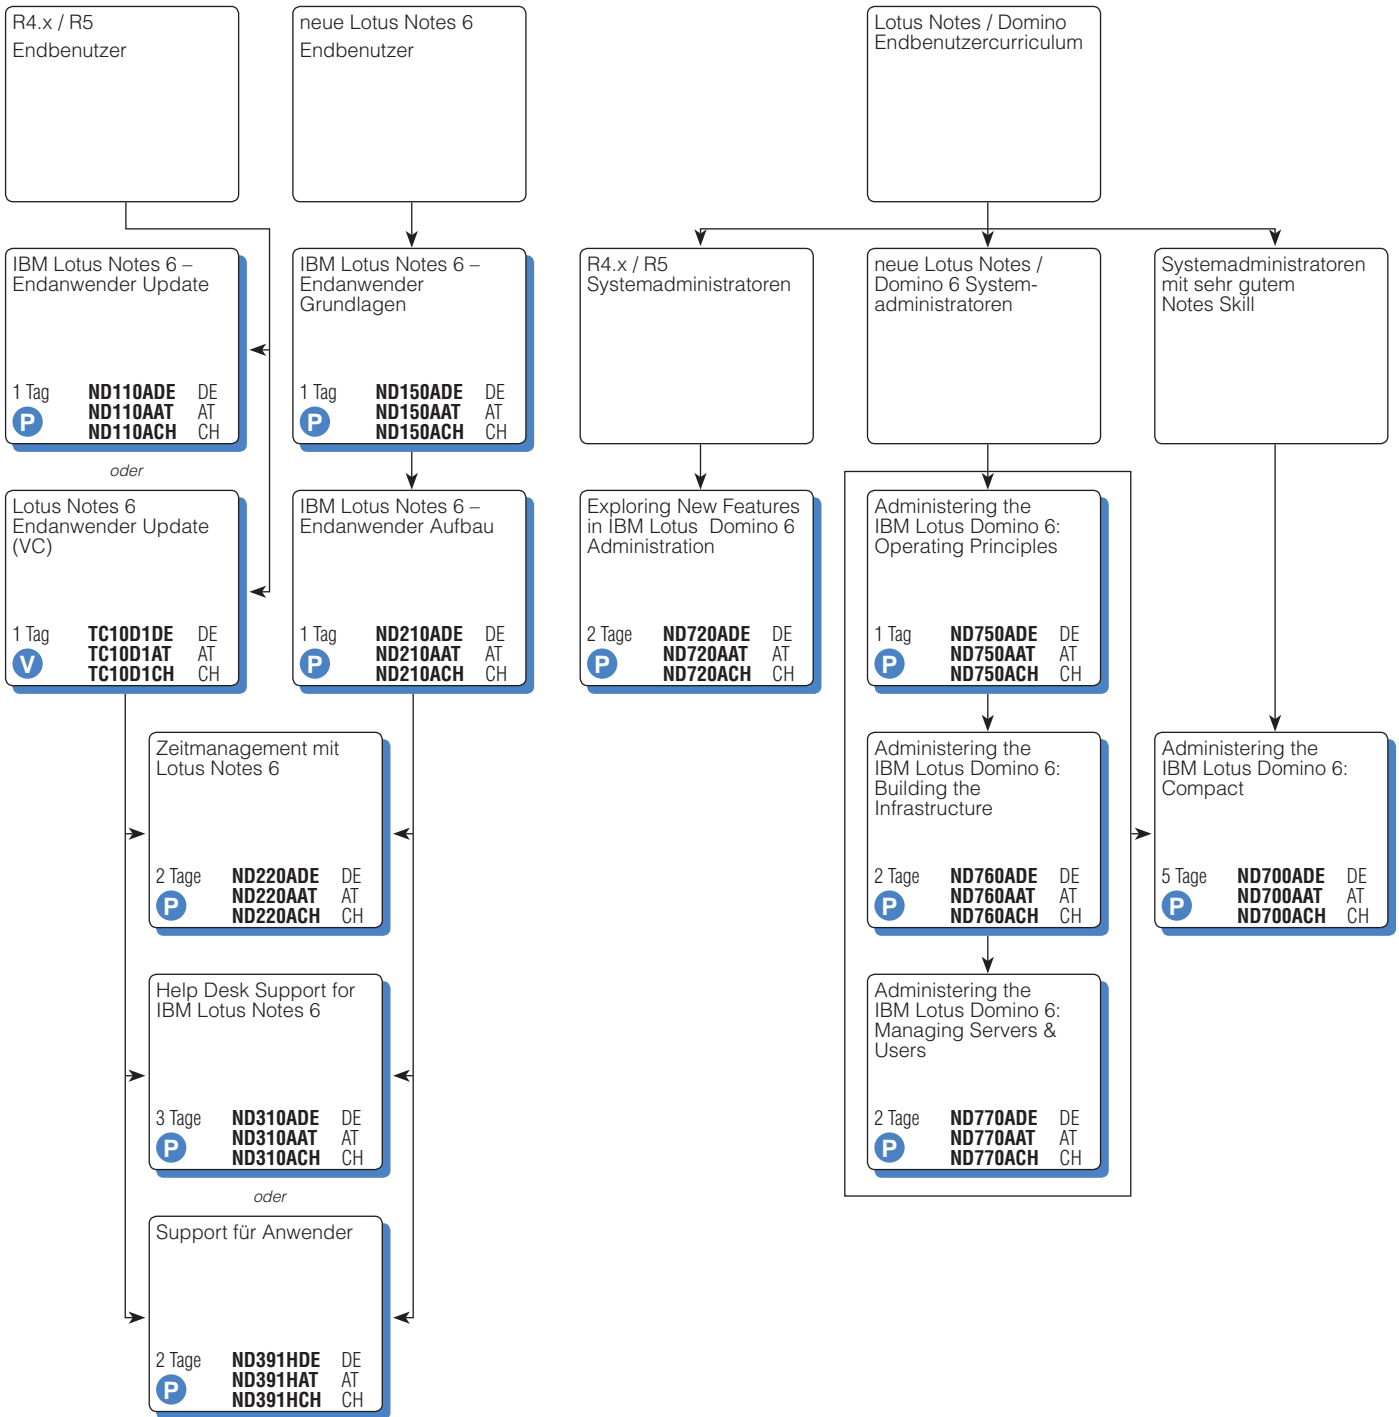 R4.x / R5
Endbenutzer
neue Lotus Notes 6
Endbenutzer
Lotus Notes / Domino
Endbenutzercurriculum
IBM Lotus Notes 6 –
Endanwender Update
1 Tag ND110ADE DE
ND110AAT AT
P ND110ACH CH
IBM Lotus Notes 6 –
Endanwender
Grundlagen
1 Tag ND150ADE DE
ND150AAT AT
P ND150ACH CH
R4.x / R5
Systemadministratoren
neue Lotus Notes /
Domino 6 System-
administratoren
Systemadministratoren
mit sehr gutem
Notes Skill
oder
Lotus Notes 6
Endanwender Update
(VC)
1 Tag TC10D1DE DE
TC10D1AT AT
V TC10D1CH CH
IBM Lotus Notes 6 –
Endanwender Aufbau
1 Tag ND210ADE DE
ND210AAT AT
P ND210ACH CH
Exploring New Features
in IBM Lotus Domino 6
Administration
2 Tage ND720ADE DE
ND720AAT AT
P ND720ACH CH
Administering the
IBM Lotus Domino 6:
Operating Principles
1 Tag ND750ADE DE
ND750AAT AT
P ND750ACH CH
Zeitmanagement mit
Lotus Notes 6
2 Tage ND220ADE DE
ND220AAT AT
P ND220ACH CH
Administering the
IBM Lotus Domino 6:
Building the
Infrastructure
2 Tage ND760ADE DE
ND760AAT AT
P ND760ACH CH
Administering the
IBM Lotus Domino 6:
Compact
5 Tage ND700ADE DE
ND700AAT AT
P ND700ACH CH
Help Desk Support for
IBM Lotus Notes 6
3 Tage ND310ADE DE
ND310AAT AT
P ND310ACH CH
Administering the
IBM Lotus Domino 6:
Managing Servers &
Users
2 Tage ND770ADE DE
ND770AAT AT
P ND770ACH CH
oder
Support für Anwender
2 Tage ND391HDE DE
ND391HAT AT
P ND391HCH CH